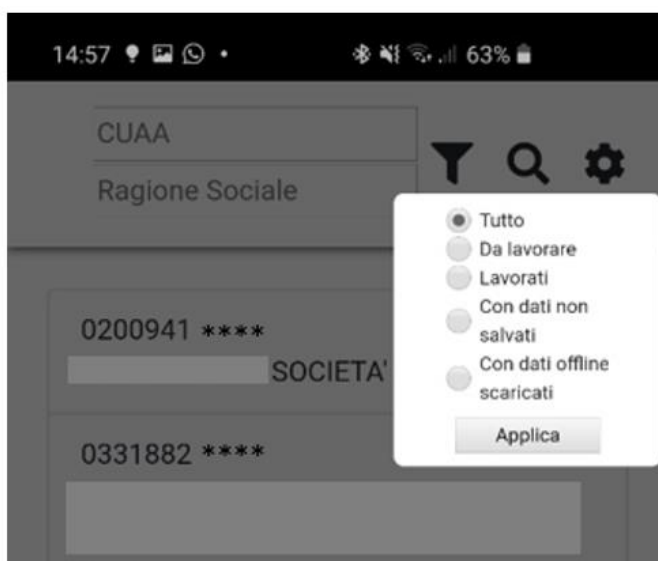 14:57 63%
CUAA
Ragione Sociale
Tutto
Da lavorare
Lavorati
Con dati non
salvati
Con dati offline
scaricati
Applica
0200941 ****
SOCIETA'
0331882 ****